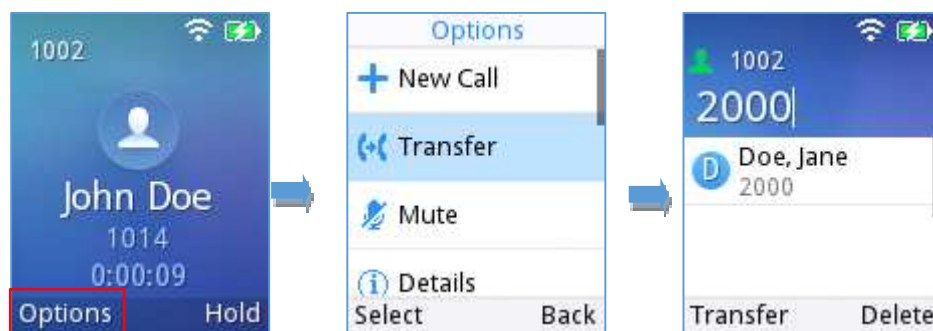 1002
John Doe
1014
0:00:09
Options Hold
Options
New Call
Transfer
Mute
Details
Select Back
1002
2000
D
Doe, Jane
2000
Transfer Delete